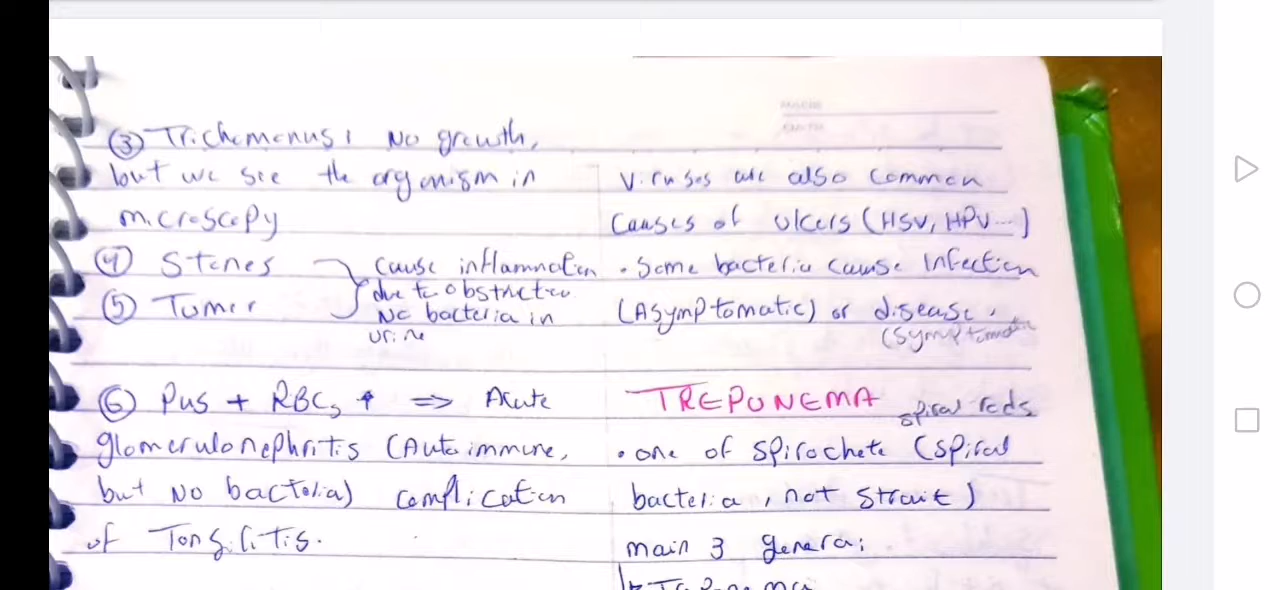 ③ Trichomonus: No growth,
but we see the organism in
microscopy
④ Stones
⑤ Tumor
cause inflammation
due to obstruction
No bacteria in
urine
⑥ Pus + RBCs ↑ => Acute
glomerulonephritis (Autoimmune,
but No bacteria) complication
of Tonsilitis.
Viruses are also common
causes of ulcers (HSV, HPV...)
• Some bacteria cause infection
(Asymptomatic) or disease.
(symptomatic
TREPONEMA spiral rods
• one of spirochete (spiral
bacteria, not strait)
main 3 genera: